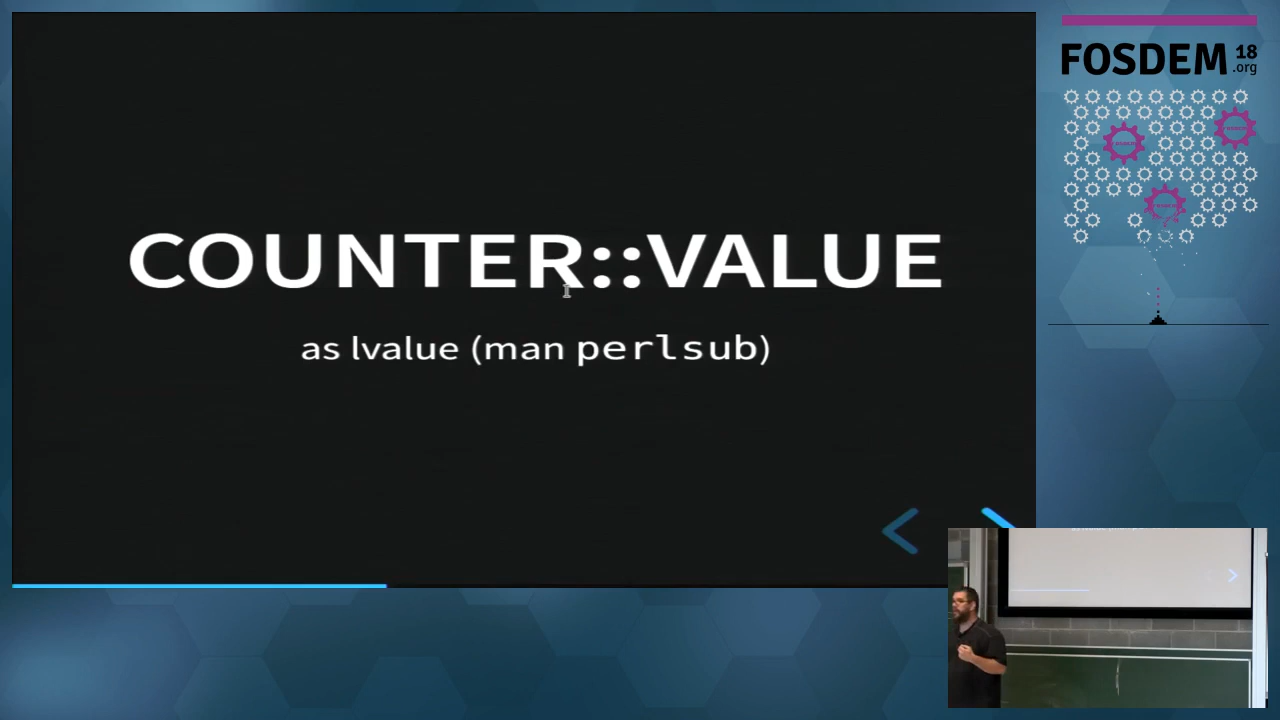 COUNTER::VALUE
as lvalue (man perlsub)
FOSDEM 18
.org